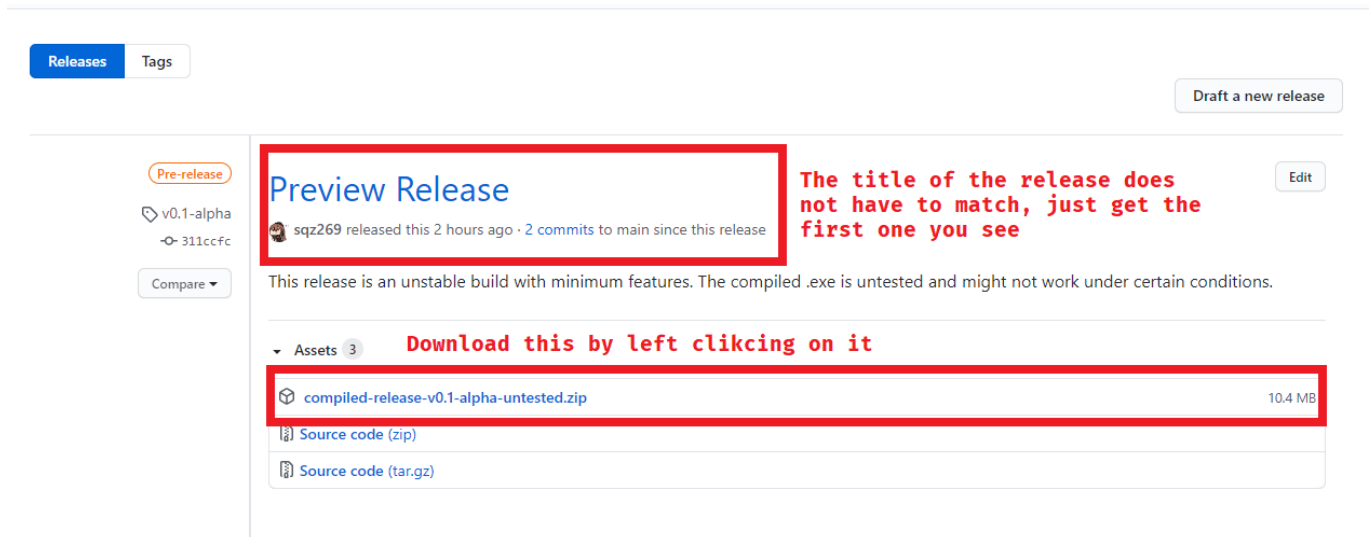 Releases Tags
Draft a new release
Pre-release
v0.1-alpha
311ccfc
Compare
Preview Release
sqz269 released this 2 hours ago · 2 commits to main since this release
The title of the release does
not have to match, just get the
first one you see
Edit
This release is an unstable build with minimum features. The compiled .exe is untested and might not work under certain conditions.
Assets 3
Download this by left clikcing on it
compiled-release-v0.1-alpha-untested.zip 10.4 MB
Source code (zip)
Source code (tar.gz)